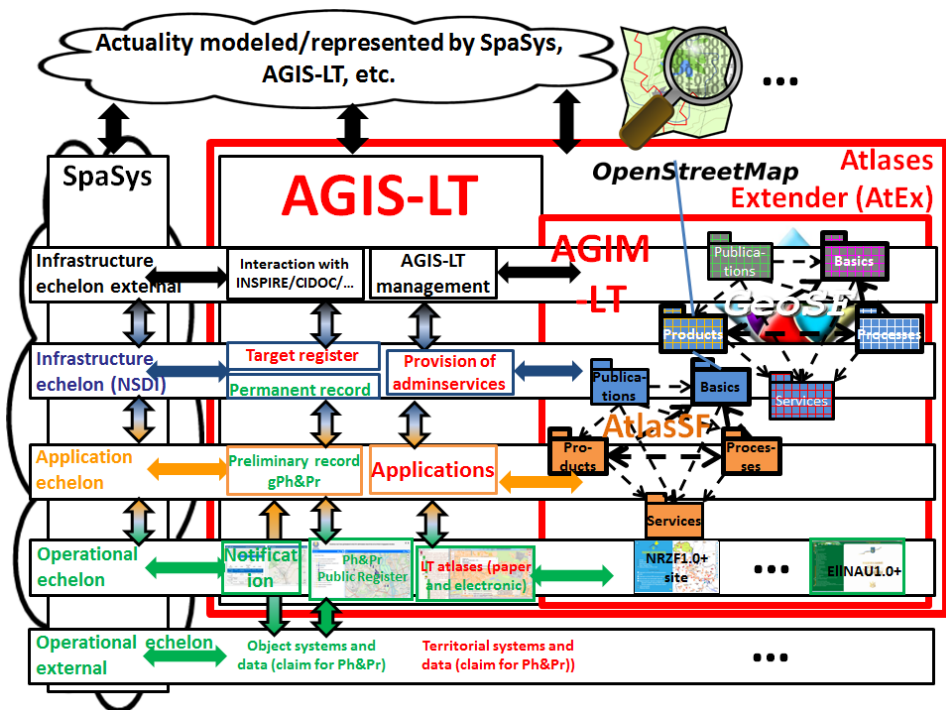 Actuality modeled/represented by SpaSys,
AGIS-LT, etc.
...
SpaSys
AGIS-LT
OpenStreetMap
Atlases
Extender (AtEx)
Infrastructure
echelon external
Interaction with
INSPIRE/CIDOC/...
AGIS-LT
management
AGIM
-LT
Publica-
tions
Basics
GeoSF
Products
Processes
Services
Infrastructure
echelon (NSDI)
Target register
Permanent record
Provision of
adminservices
Publica-
tions
Basics
AtlasSF
Application
echelon
Preliminary record
gPh&Pr
Applications
Pro-
ducts
Proces-
ses
Services
Operational
echelon
Notificat
ion
Ph&Pr
Public Register
LT atlases (paper
and electronic)
NRZF1.0+
site
...
EllNAU1.0+
Operational echelon
external
Object systems and
data (claim for Ph&Pr)
Territorial systems and
data (claim for Ph&Pr))
...